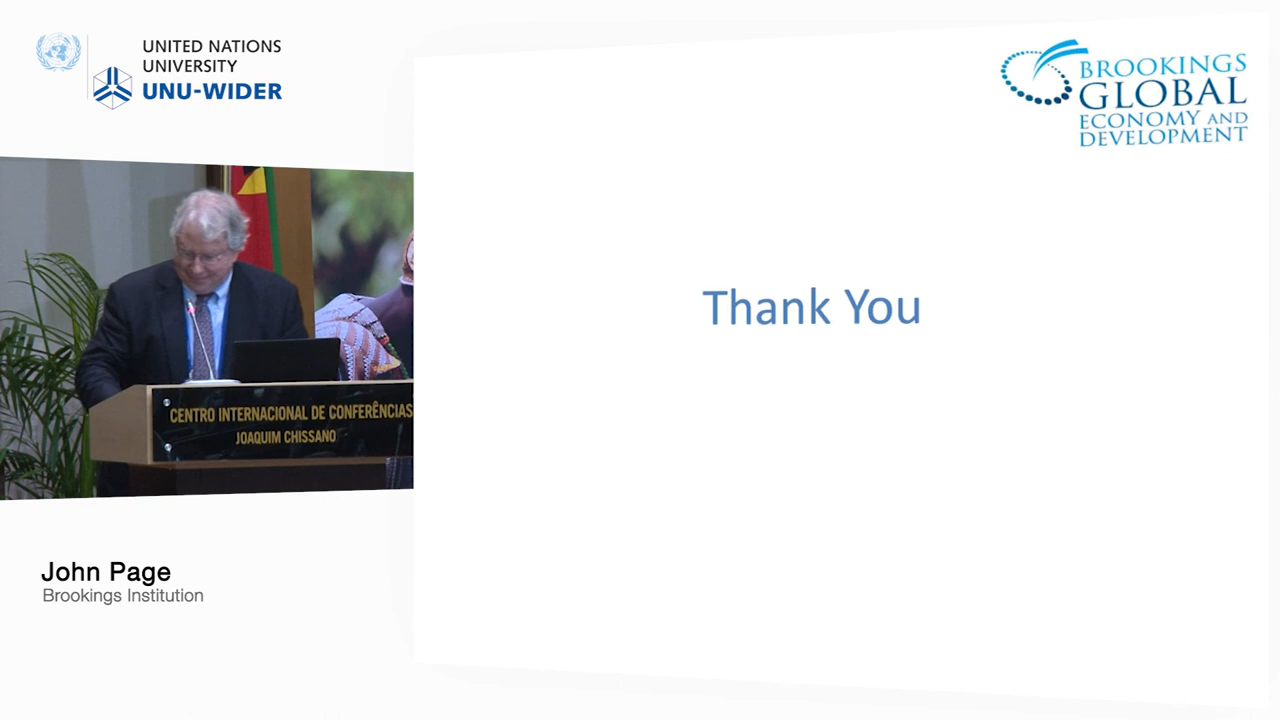 UNITED NATIONS
UNIVERSITY
UNU-WIDER
BROOKINGS
GLOBAL
ECONOMY AND
DEVELOPMENT
Thank You
CENTRO INTERNACIONAL DE CONFERÊNCIAS
JOAQUIM CHISSANO
John Page
Brookings Institution